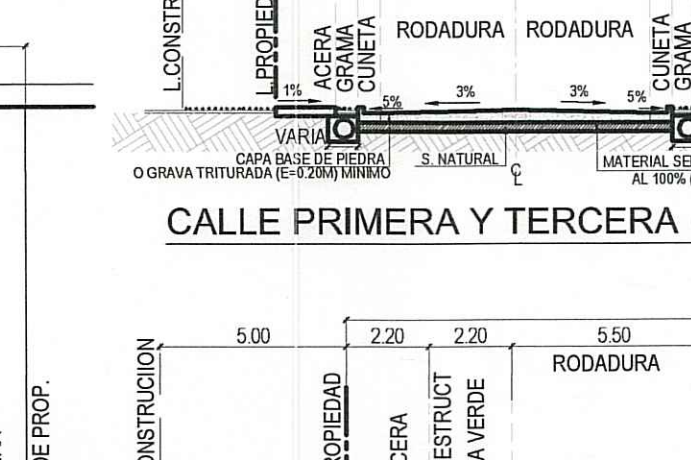 L.CONSTR
L.PROPIED
ACERA
GRAMA
CUNETA
RODADURA RODADURA
CUNETA
GRAMA
1% 5% 3% 3% 5%
VARIA
CAPA BASE DE PIEDRA
O GRAVA TRITURADA (E=0.20M) MINIMO
S. NATURAL
MATERIAL SE
AL 100%
CALLE PRIMERA Y TERCERA
5.00 2.20 2.20 5.50
RODADURA
ONSTRUCIION
ROPIEDAD
CERA
ESTRUCT
A VERDE
DE PROP.